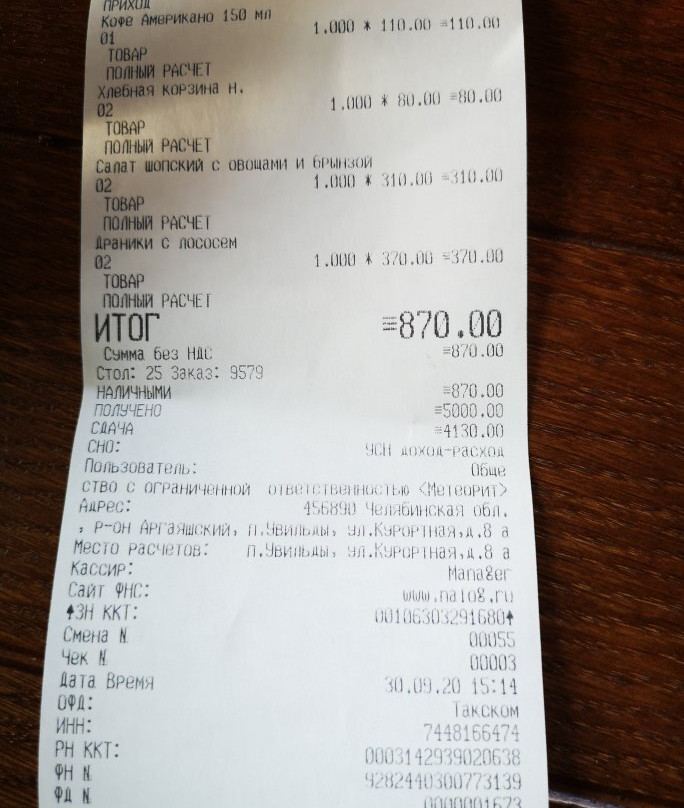 ПРИХОД
Кофе Американо 150 мл
01 1.000 * 110.00 ≡110.00
ТОВАР
ПОЛНЫЙ РАСЧЕТ
Хлебная корзина н.
02 1.000 * 80.00 ≡80.00
ТОВАР
ПОЛНЫЙ РАСЧЕТ
Салат шопский с овощами и брынзой
02 1.000 * 310.00 ≡310.00
ТОВАР
ПОЛНЫЙ РАСЧЕТ
Драники с лососем
02 1.000 * 370.00 ≡370.00
ТОВАР
ПОЛНЫЙ РАСЧЕТ
ИТОГ ≡870.00
Сумма без НДС ≡870.00
Стол: 25 Заказ: 9579
НАЛИЧНЫМИ ≡870.00
ПОЛУЧЕНО ≡5000.00
СДАЧА ≡4130.00
СНО: УСН доход-расход
Пользователь: Обще
ство с ограниченной ответственностью <Метеорит>
Адрес: 456890 Челябинская обл.
, р-он Аргаяшский, п.Увильды, ул.Курортная,д.8 а
Место расчетов: п.Увильды, ул.Курортная,д.8 а
Кассир: Manager
Сайт ФНС: www.nalog.ru
↑ЗН ККТ: 00106303291680↑
Смена N 00055
Чек N 00003
Дата Время 30.09.20 15:14
ОФД: Такском
ИНН: 7448166474
РН ККТ: 0003142939020638
ФН N 9282440300773139
ФД N 0000001673